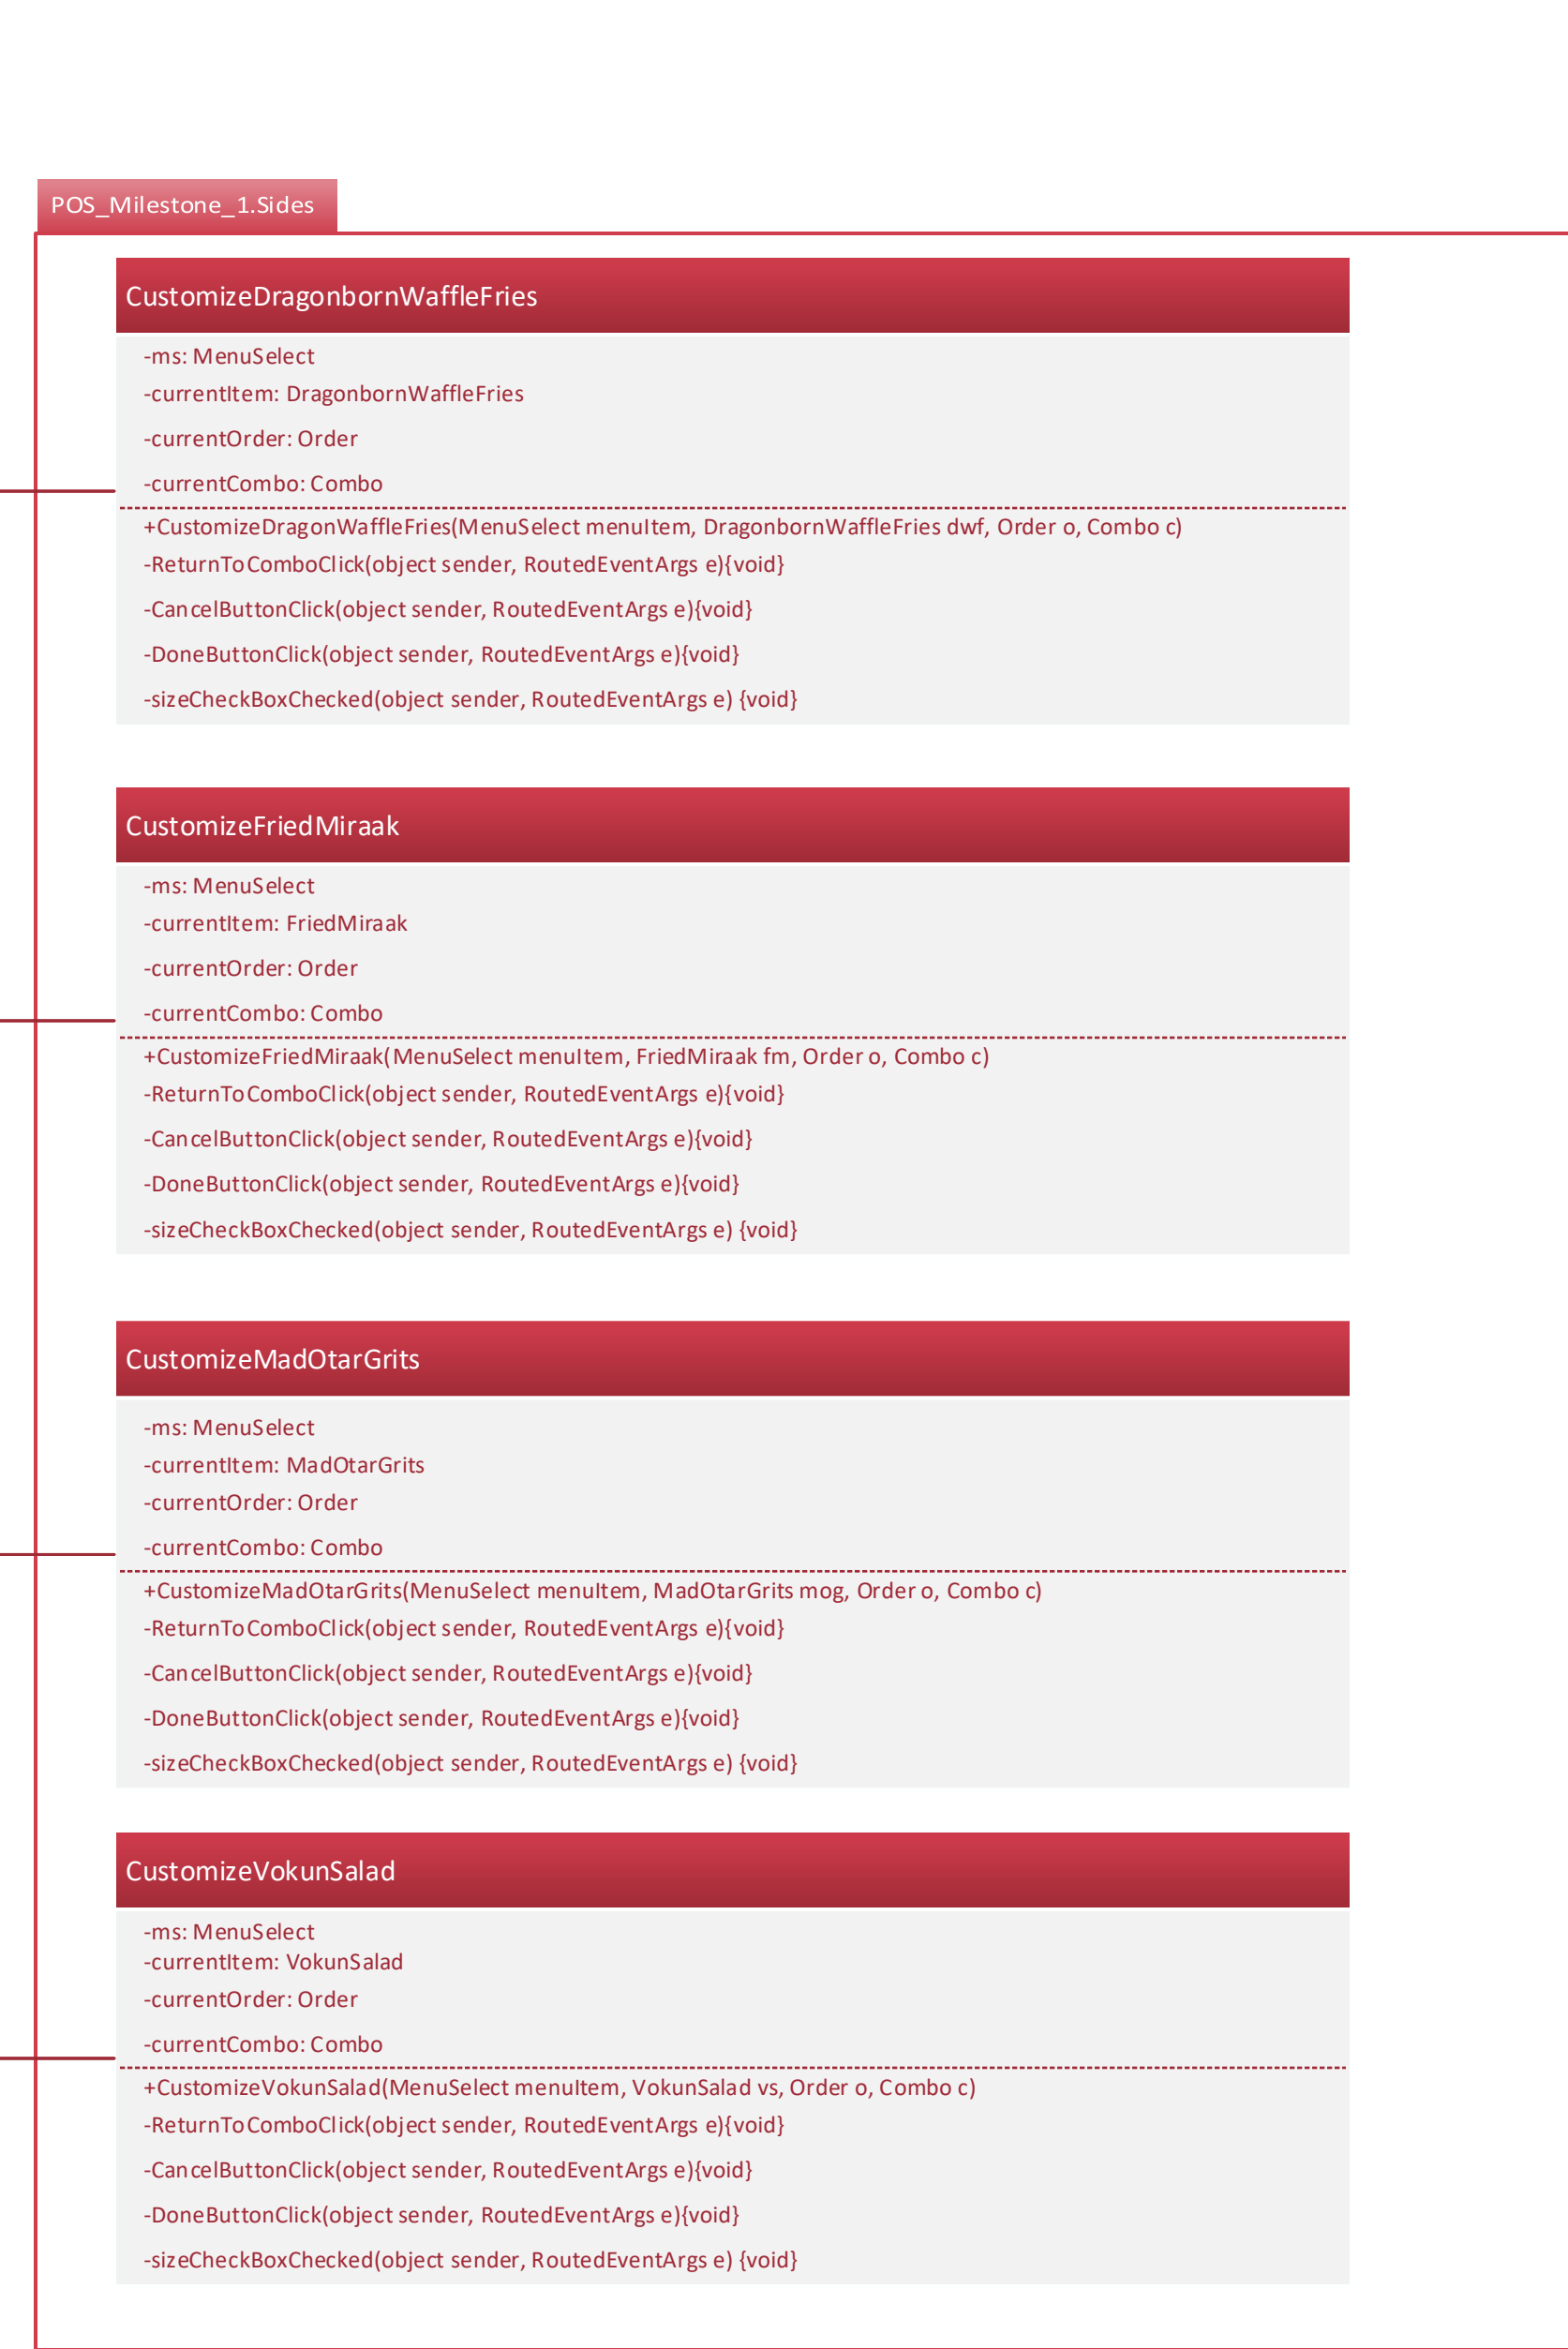 POS_Milestone_1.Sides
CustomizeDragonbornWaffleFries
-ms: MenuSelect
-currentItem: DragonbornWaffleFries
-currentOrder: Order
-currentCombo: Combo
+CustomizeDragonWaffleFries(MenuSelect menuItem, DragonbornWaffleFries dwf, Order o, Combo c)
-ReturnToComboClick(object sender, RoutedEventArgs e){void}
-CancelButtonClick(object sender, RoutedEventArgs e){void}
-DoneButtonClick(object sender, RoutedEventArgs e){void}
-sizeCheckBoxChecked(object sender, RoutedEventArgs e) {void}
CustomizeFriedMiraak
-ms: MenuSelect
-currentItem: FriedMiraak
-currentOrder: Order
-currentCombo: Combo
+CustomizeFriedMiraak(MenuSelect menuItem, FriedMiraak fm, Order o, Combo c)
-ReturnToComboClick(object sender, RoutedEventArgs e){void}
-CancelButtonClick(object sender, RoutedEventArgs e){void}
-DoneButtonClick(object sender, RoutedEventArgs e){void}
-sizeCheckBoxChecked(object sender, RoutedEventArgs e) {void}
CustomizeMadOtarGrits
-ms: MenuSelect
-currentItem: MadOtarGrits
-currentOrder: Order
-currentCombo: Combo
+CustomizeMadOtarGrits(MenuSelect menuItem, MadOtarGrits mog, Order o, Combo c)
-ReturnToComboClick(object sender, RoutedEventArgs e){void}
-CancelButtonClick(object sender, RoutedEventArgs e){void}
-DoneButtonClick(object sender, RoutedEventArgs e){void}
-sizeCheckBoxChecked(object sender, RoutedEventArgs e) {void}
CustomizeVokunSalad
-ms: MenuSelect
-currentItem: VokunSalad
-currentOrder: Order
-currentCombo: Combo
+CustomizeVokunSalad(MenuSelect menuItem, VokunSalad vs, Order o, Combo c)
-ReturnToComboClick(object sender, RoutedEventArgs e){void}
-CancelButtonClick(object sender, RoutedEventArgs e){void}
-DoneButtonClick(object sender, RoutedEventArgs e){void}
-sizeCheckBoxChecked(object sender, RoutedEventArgs e) {void}